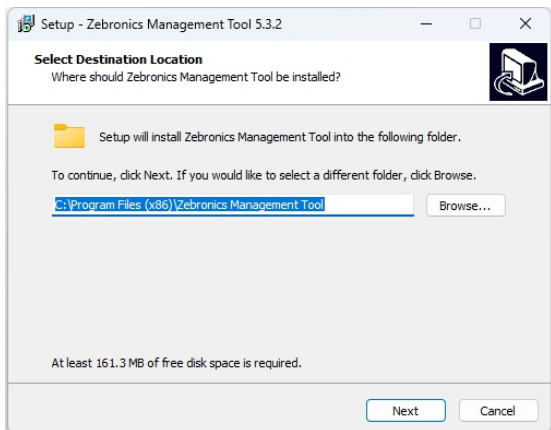 Setup - Zebronics Management Tool 5.3.2
Select Destination Location
Where should Zebronics Management Tool be installed?
Setup will install Zebronics Management Tool into the following folder.
To continue, click Next. If you would like to select a different folder, click Browse.
C:\Program Files (x86)\Zebronics Management Tool
Browse...
At least 161.3 MB of free disk space is required.
Next
Cancel